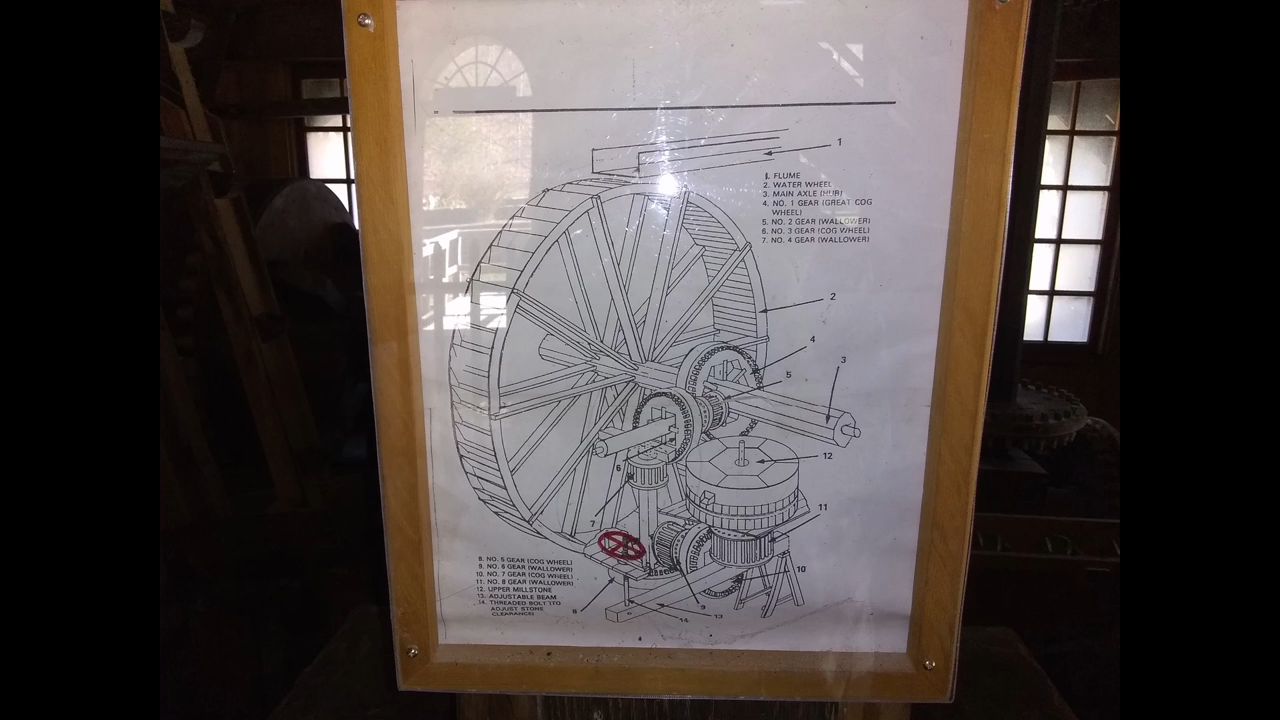 1
1. FLUME
2. WATER WHEEL
3. MAIN AXLE (HUB)
4. NO. 1 GEAR (GREAT COG
WHEEL)
5. NO. 2 GEAR (WALLOWER)
6. NO. 3 GEAR (COG WHEEL)
7. NO. 4 GEAR (WALLOWER)
2
4
3
5
12
6
11
7
8. NO. 5 GEAR (COG WHEEL)
9. NO. 6 GEAR (WALLOWER)
10. NO. 7 GEAR (COG WHEEL)
11. NO. 8 GEAR (WALLOWER)
12. UPPER MILLSTONE
13. ADJUSTABLE BEAM
14. THREADED BOLT (TO
ADJUST STONE
CLEARANCE)
10
8
9
13
14